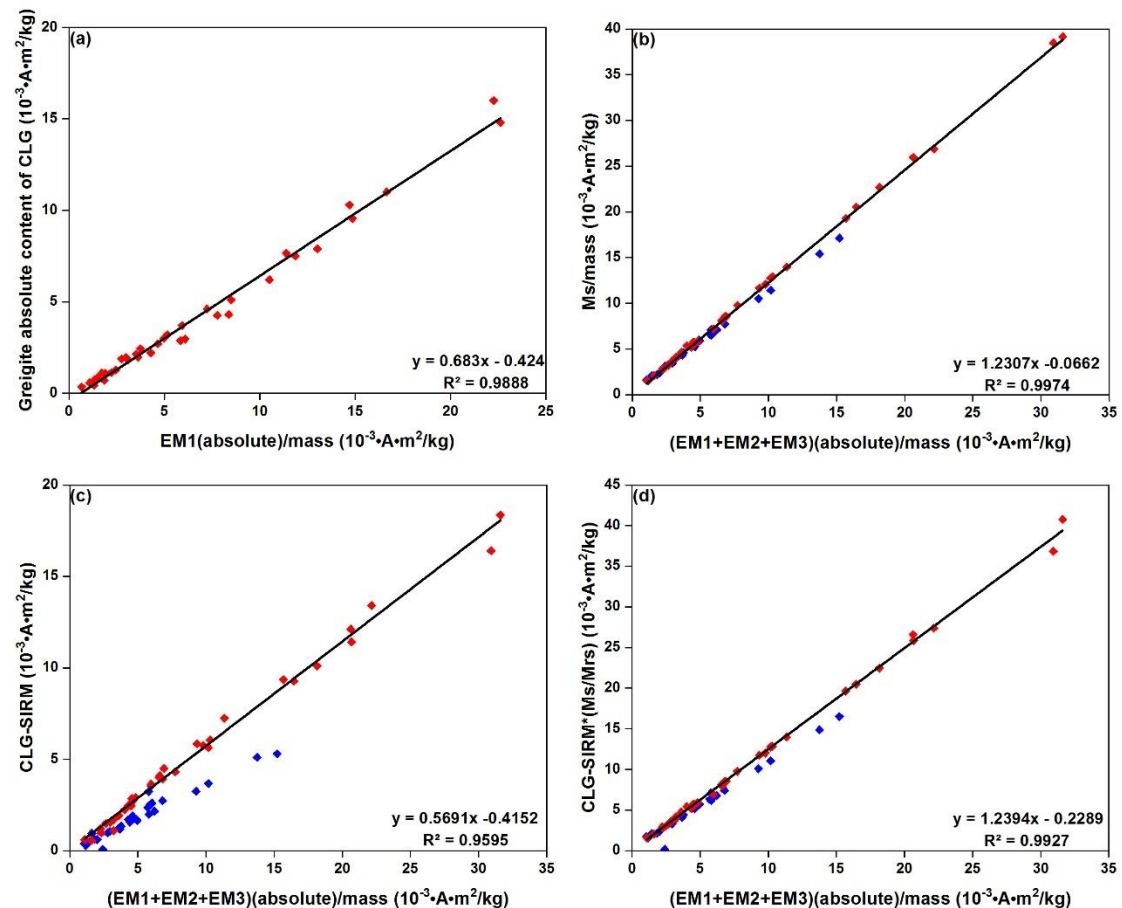 (a)
Greigite absolute content of CLG (10⁻³•A•m²/kg)
20
15
10
5
0
y = 0.683x - 0.424
R² = 0.9888
0 5 10 15 20 25
EM1(absolute)/mass (10⁻³•A•m²/kg)
(b)
Ms/mass (10⁻³•A•m²/kg)
40
35
30
25
20
15
10
5
0
y = 1.2307x -0.0662
R² = 0.9974
0 5 10 15 20 25 30 35
(EM1+EM2+EM3)(absolute)/mass (10⁻³•A•m²/kg)
(c)
CLG-SIRM (10⁻³•A•m²/kg)
20
15
10
5
0
y = 0.5691x -0.4152
R² = 0.9595
0 5 10 15 20 25 30 35
(EM1+EM2+EM3)(absolute)/mass (10⁻³•A•m²/kg)
(d)
CLG-SIRM*(Ms/Mrs) (10⁻³•A•m²/kg)
45
40
35
30
25
20
15
10
5
0
y = 1.2394x - 0.2289
R² = 0.9927
0 5 10 15 20 25 30 35
(EM1+EM2+EM3)(absolute)/mass (10⁻³•A•m²/kg)